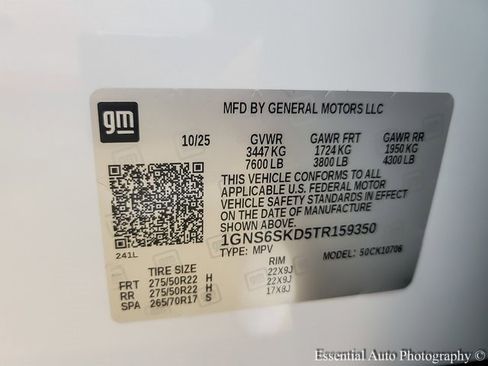 gm
MFD BY GENERAL MOTORS LLC
10/25 GVWR GAWR FRT GAWR RR
3447 KG 1724 KG 1950 KG
7600 LB 3800 LB 4300 LB
THIS VEHICLE CONFORMS TO ALL
APPLICABLE U.S. FEDERAL MOTOR
VEHICLE SAFETY STANDARDS IN EFFECT
ON THE DATE OF MANUFACTURE
SHOWN ABOVE.
1GNS6SKD5TR159350
TYPE: MPV MODEL: 50CK10706
241L
TIRE SIZE RIM
FRT 275/50R22 H 22X9J
RR 275/50R22 H 22X9J
SPA 265/70R17 S 17X8J
Essential Auto Photography ©